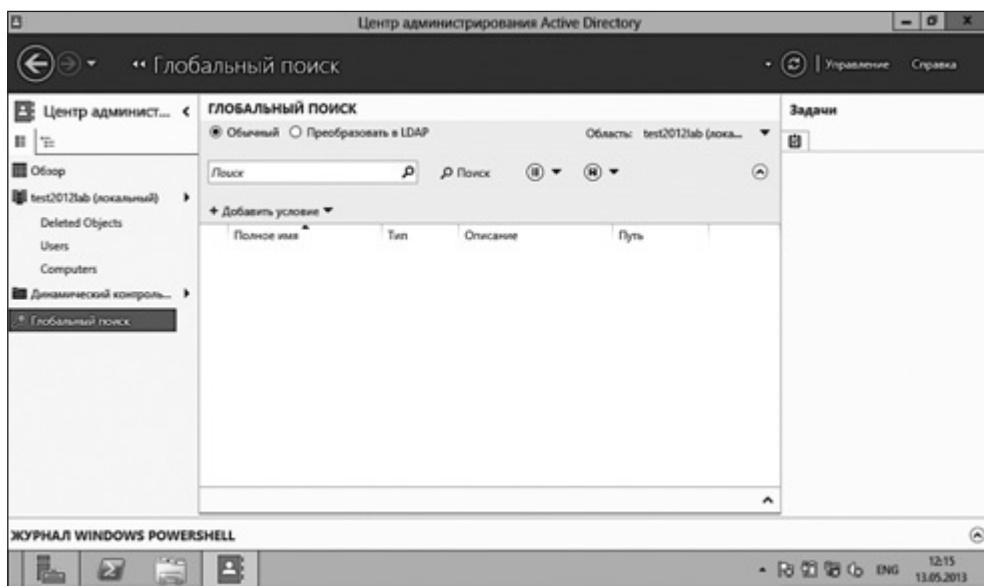 Центр администрирования Active Directory
Глобальный поиск
Управление
Справка
Центр админист...
Обзор
test2012lab (локальный)
Deleted Objects
Users
Computers
Динамический контроль...
Глобальный поиск
ГЛОБАЛЬНЫЙ ПОИСК
Обычный
Преобразовать в LDAP
Область: test2012lab (лока...
Поиск
Поиск
+ Добавить условие
Полное имя
Тип
Описание
Путь
Задачи
ЖУРНАЛ WINDOWS POWERSHELL
ENG
12:15
13.05.2013